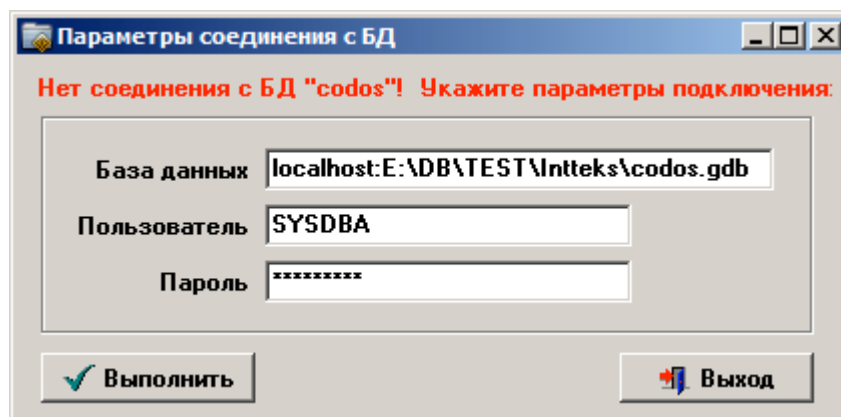 Параметры соединения с БД
Нет соединения с БД "codos"! Укажите параметры подключения:
База данных localhost:E:\DB\TEST\Intteks\codos.gdb
Пользователь SYSDBA
Пароль *********
Выполнить Выход